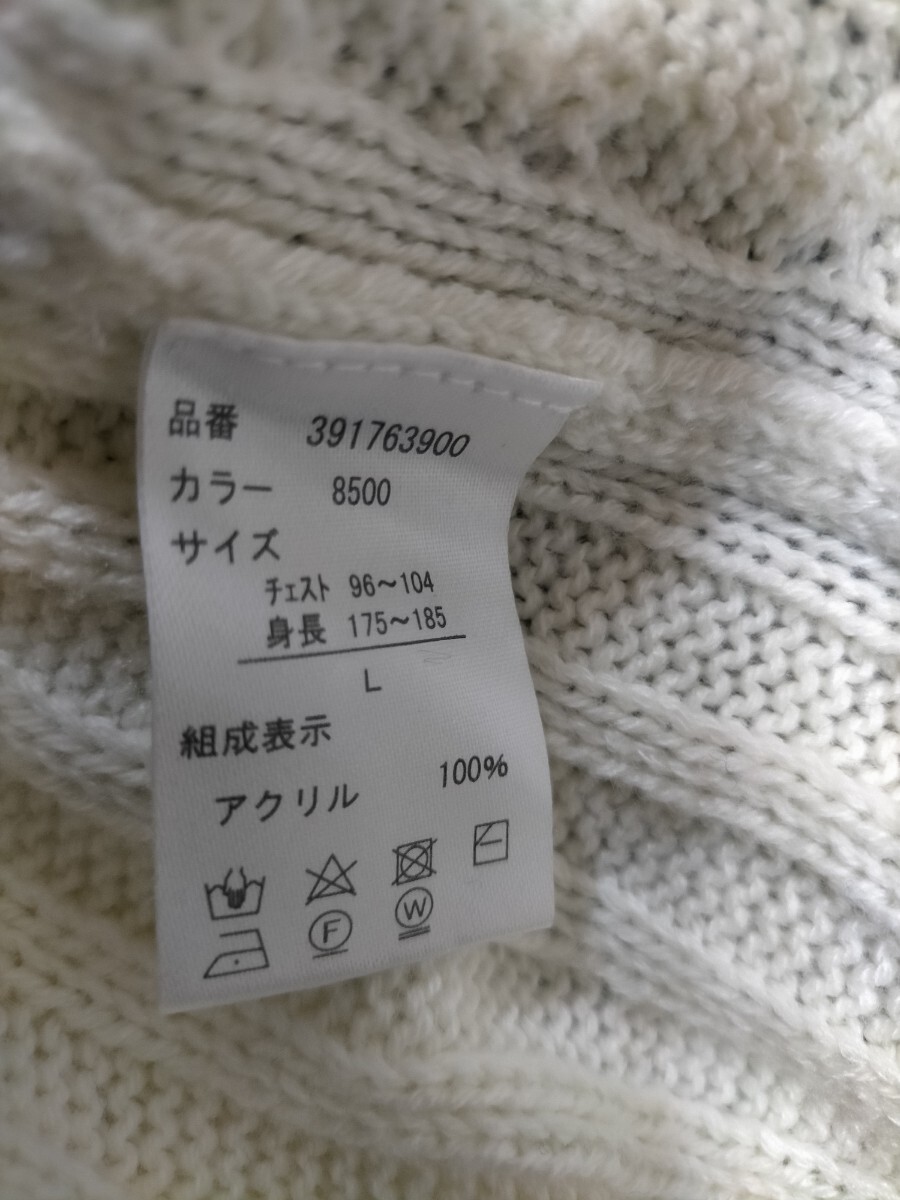 品番 391763900
カラー 8500
サイズ
チェスト 96～104
身長 175～185
L
組成表示
アクリル 100%
F W